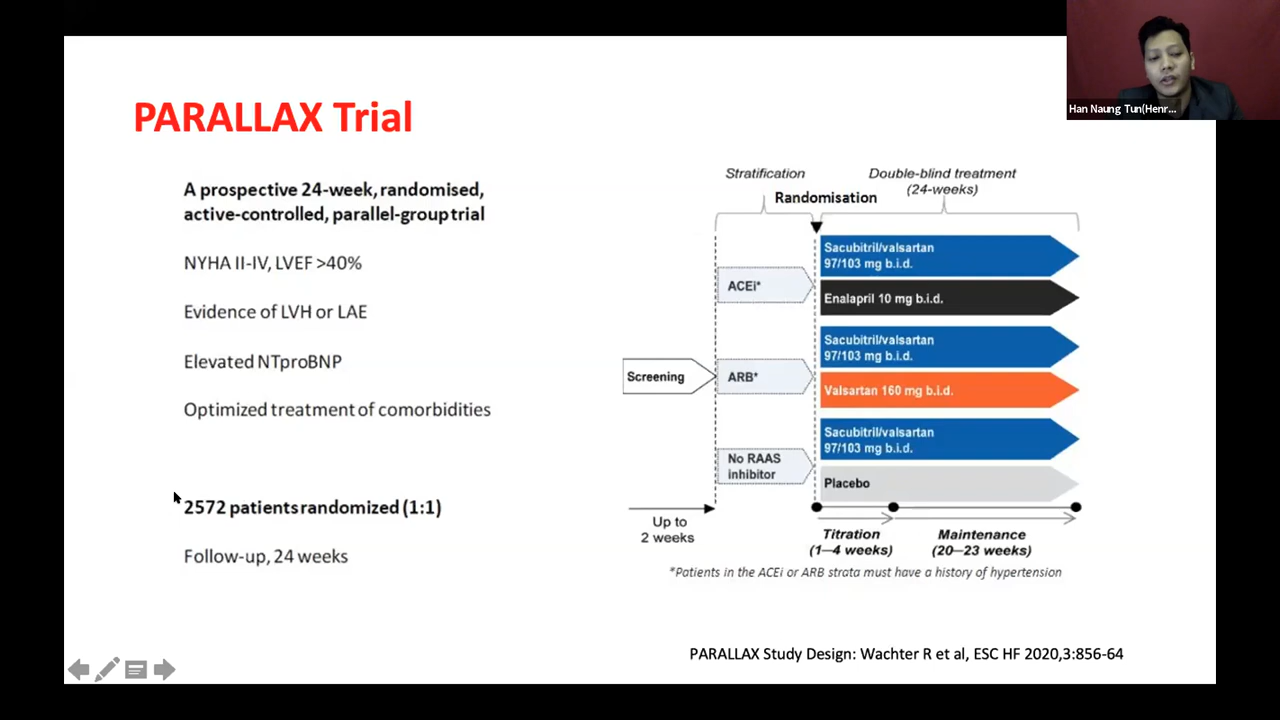 PARALLAX Trial
Han Naung Tun(Henr...
A prospective 24-week, randomised,
active-controlled, parallel-group trial
NYHA II-IV, LVEF >40%
Evidence of LVH or LAE
Elevated NTproBNP
Optimized treatment of comorbidities
2572 patients randomized (1:1)
Follow-up, 24 weeks
Stratification
Double-blind treatment
(24-weeks)
Randomisation
Screening
ACEi*
Sacubitril/valsartan
97/103 mg b.i.d.
Enalapril 10 mg b.i.d.
ARB*
Sacubitril/valsartan
97/103 mg b.i.d.
Valsartan 160 mg b.i.d.
No RAAS
inhibitor
Sacubitril/valsartan
97/103 mg b.i.d.
Placebo
Up to
2 weeks
Titration
(1—4 weeks)
Maintenance
(20—23 weeks)
*Patients in the ACEi or ARB strata must have a history of hypertension
PARALLAX Study Design: Wachter R et al, ESC HF 2020,3:856-64